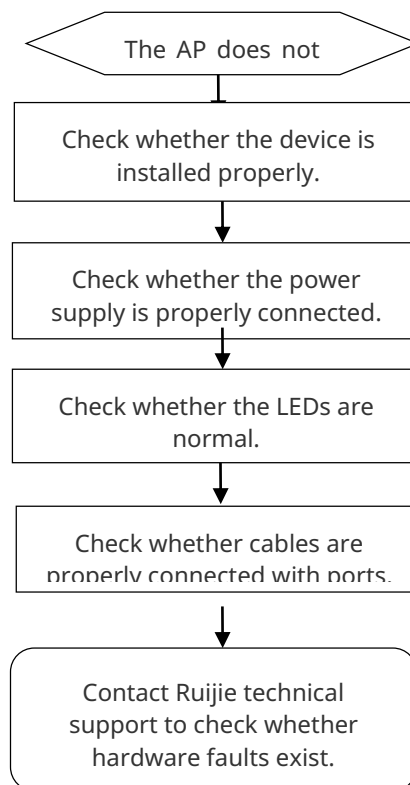 The AP does not
Check whether the device is
installed properly.
Check whether the power
supply is properly connected.
Check whether the LEDs are
normal.
Check whether cables are
properly connected with ports.
Contact Ruijie technical
support to check whether
hardware faults exist.